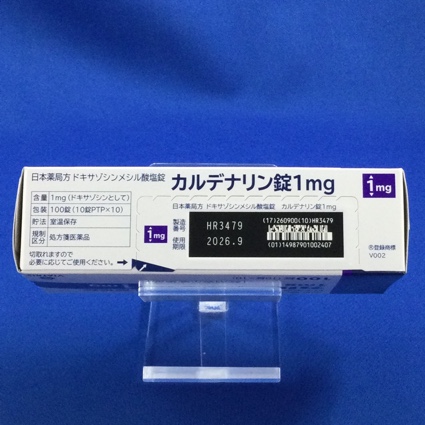 日本薬局方 ドキサゾシンメシル酸塩錠 カルデナリン錠1mg
1mg
含量 1mg(ドキサゾシンとして)
包装 100錠(10錠PTP×10)
貯法 室温保存
規制区分 処方箋医薬品
切取れますので
必要に応じてご使用ください。
日本薬局方 ドキサゾシンメシル酸塩錠 カルデナリン錠1mg
1mg
製造番号 HR3479
使用期限 2026.9
(17)260900(10)HR3479
(01)14987901002407
®登録商標
V002